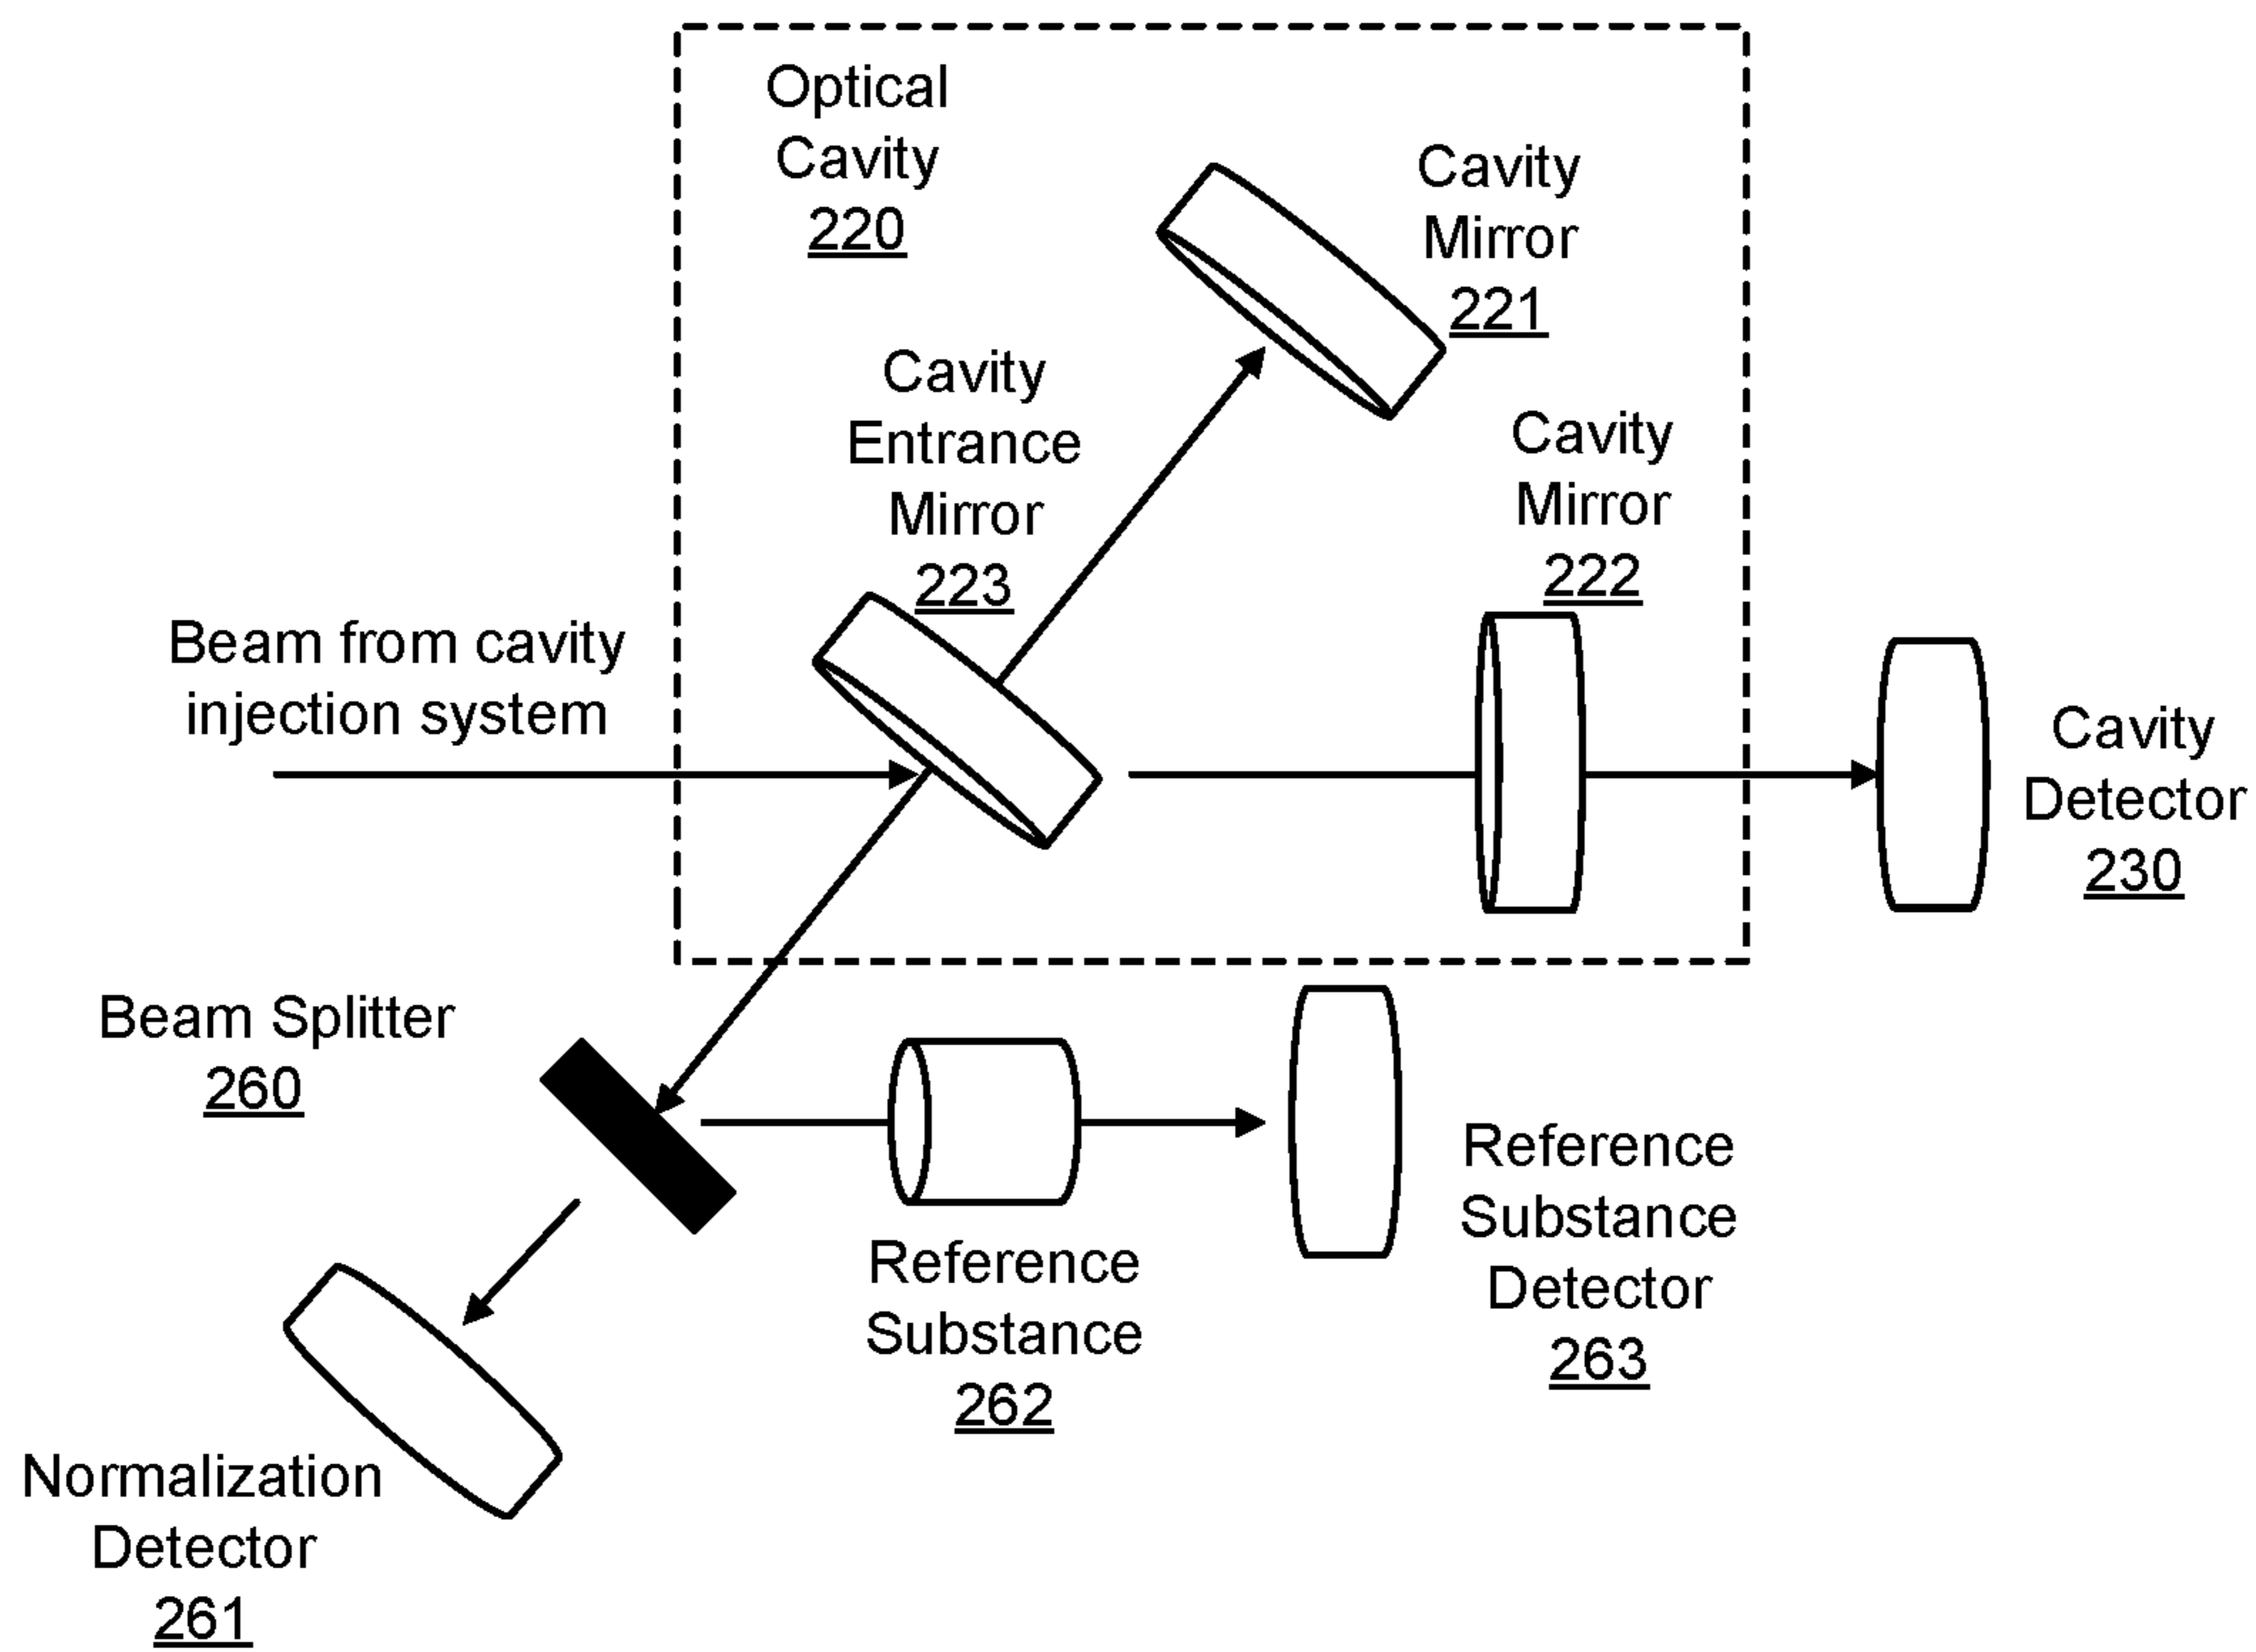 Optical
Cavity
220
Cavity
Mirror
221
Cavity
Entrance
Mirror
223
Cavity
Mirror
222
Beam from cavity
injection system
Cavity
Detector
230
Beam Splitter
260
Reference
Substance
Detector
263
Reference
Substance
262
Normalization
Detector
261